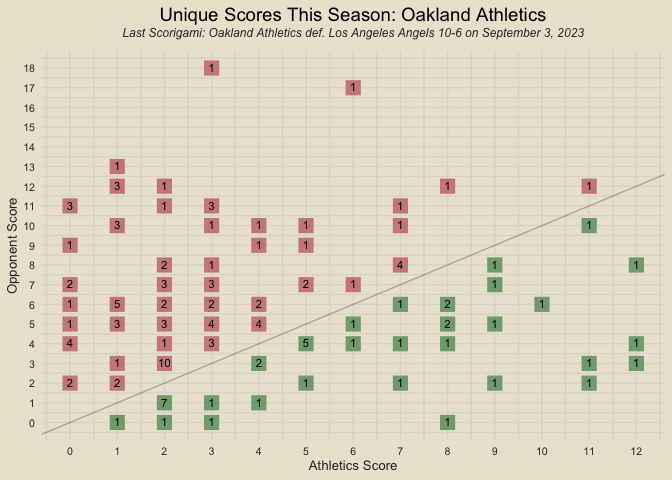 Unique Scores This Season: Oakland Athletics
Last Scorigami: Oakland Athletics def. Los Angeles Angels 10-6 on September 3, 2023
Opponent Score
18 1
17 1
16
15
14
13 1
12 3 1 1 1
11 3 1 3 1
10 3 1 1 1 1 1
9 1 1 1
8 2 1 4 1 1
7 2 3 3 2 1 1
6 1 5 2 2 2 1 2 1
5 1 3 3 4 4 1 2 1
4 4 1 3 5 1 1 1 1
3 1 10 2 1 1
2 2 2 1 1 1 1
1 7 1 1
0 1 1 1 1
0 1 2 3 4 5 6 7 8 9 10 11 12
Athletics Score